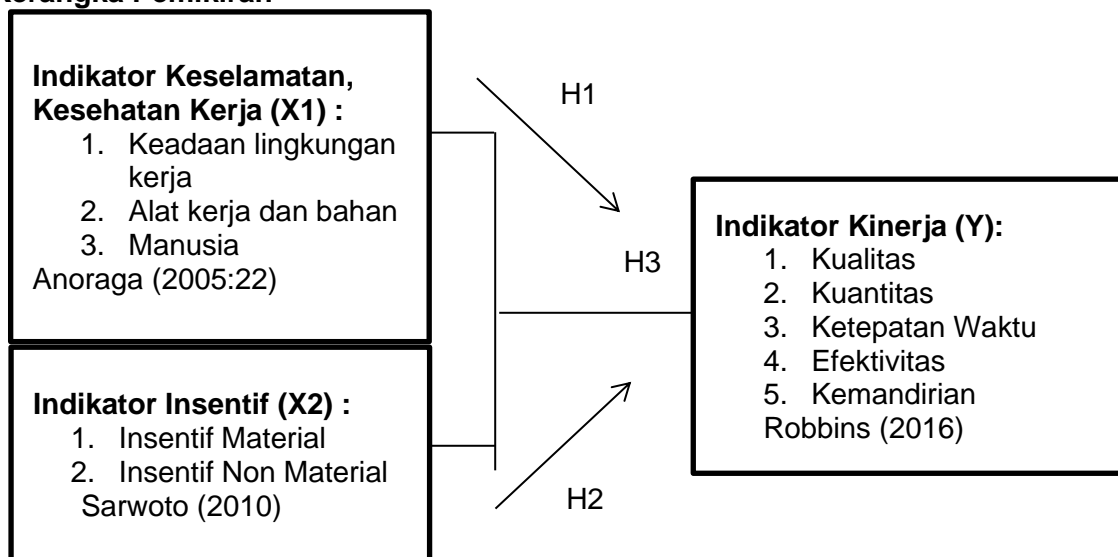 Kerangka Pemikiran
Indikator Keselamatan,
Kesehatan Kerja (X1) :
1. Keadaan lingkungan
kerja
2. Alat kerja dan bahan
3. Manusia
Anoraga (2005:22)
Indikator Insentif (X2) :
1. Insentif Material
2. Insentif Non Material
Sarwoto (2010)
H1
H3
H2
Indikator Kinerja (Y):
1. Kualitas
2. Kuantitas
3. Ketepatan Waktu
4. Efektivitas
5. Kemandirian
Robbins (2016)